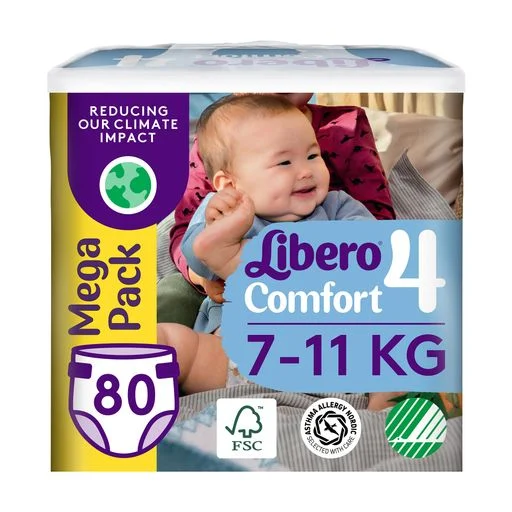 Libero
REDUCING
OUR CLIMATE
IMPACT
Mega
Pack
80
Libero® 4
Comfort
7-11 KG
FSC
ASTHMA ALLERGY NORDIC
SELECTED WITH CARE